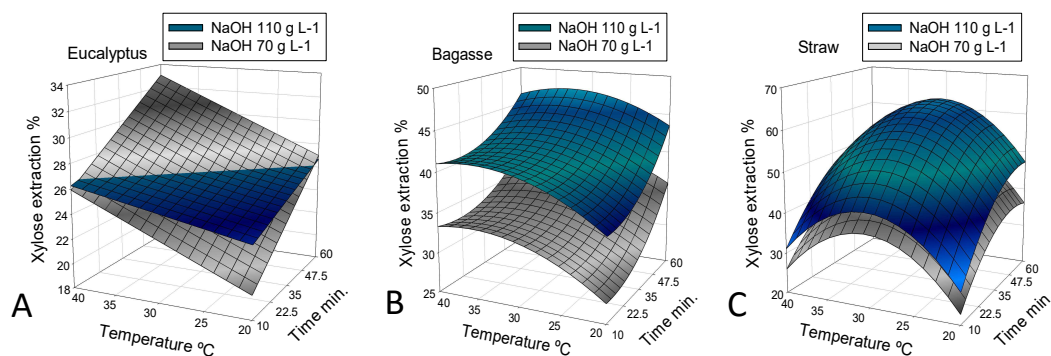 NaOH 110 g L-1
NaOH 70 g L-1
Eucalyptus
Xylose extraction %
34
32
30
28
26
24
22
20
18
40
35
30
25
20
Temperature ºC
10
22.5
35
47.5
60
Time min.
A
NaOH 110 g L-1
NaOH 70 g L-1
Bagasse
Xylose extraction %
50
45
40
35
30
25
40
35
30
25
20
Temperature ºC
10
22.5
35
47.5
60
Time min.
B
NaOH 110 g L-1
NaOH 70 g L-1
Straw
Xylose extraction %
70
60
50
40
30
20
40
35
30
25
20
Temperature ºC
10
22.5
35
47.5
60
Time min.
C